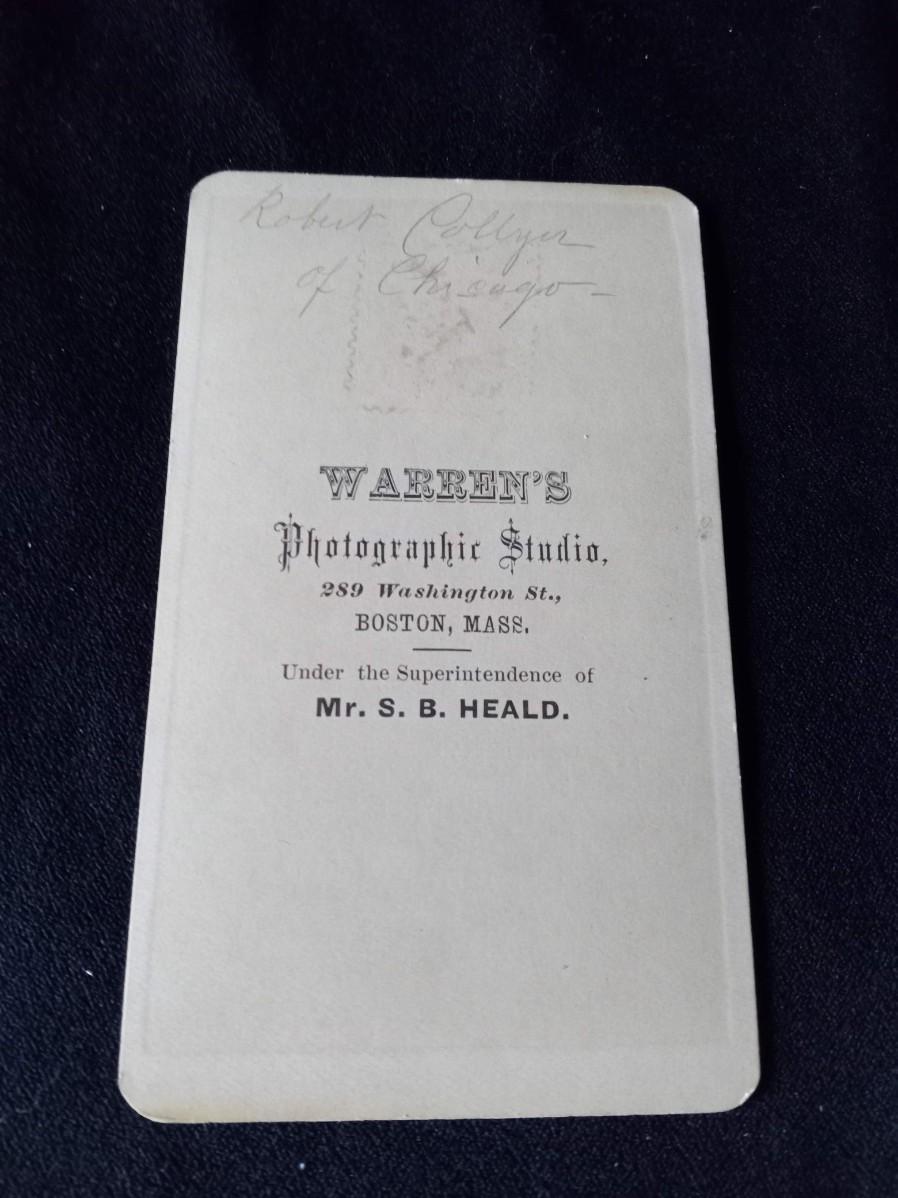 Robert Collyer
of Chicago -
WARREN'S
Photographic Studio,
289 Washington St.,
BOSTON, MASS.
Under the Superintendence of
Mr. S. B. HEALD.